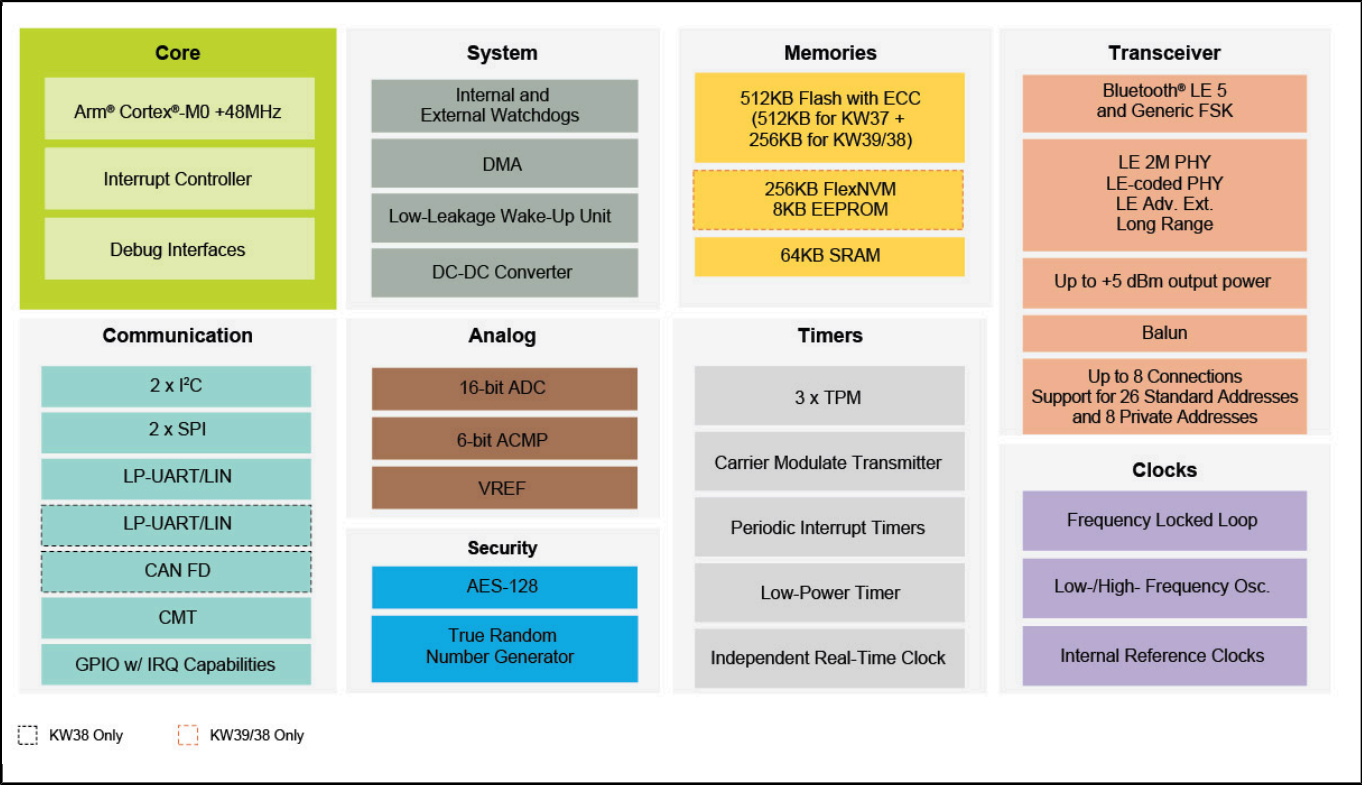 Core
Arm® Cortex®-M0 +48MHz
Interrupt Controller
Debug Interfaces
System
Internal and
External Watchdogs
DMA
Low-Leakage Wake-Up Unit
DC-DC Converter
Memories
512KB Flash with ECC
(512KB for KW37 +
256KB for KW39/38)
256KB FlexNVM
8KB EEPROM
64KB SRAM
Transceiver
Bluetooth® LE 5
and Generic FSK
LE 2M PHY
LE-coded PHY
LE Adv. Ext.
Long Range
Up to +5 dBm output power
Balun
Up to 8 Connections
Support for 26 Standard Addresses
and 8 Private Addresses
Communication
2 x I²C
2 x SPI
LP-UART/LIN
LP-UART/LIN
CAN FD
CMT
GPIO w/ IRQ Capabilities
Analog
16-bit ADC
6-bit ACMP
VREF
Security
AES-128
True Random
Number Generator
Timers
3 x TPM
Carrier Modulate Transmitter
Periodic Interrupt Timers
Low-Power Timer
Independent Real-Time Clock
Clocks
Frequency Locked Loop
Low-/High- Frequency Osc.
Internal Reference Clocks
KW38 Only
KW39/38 Only